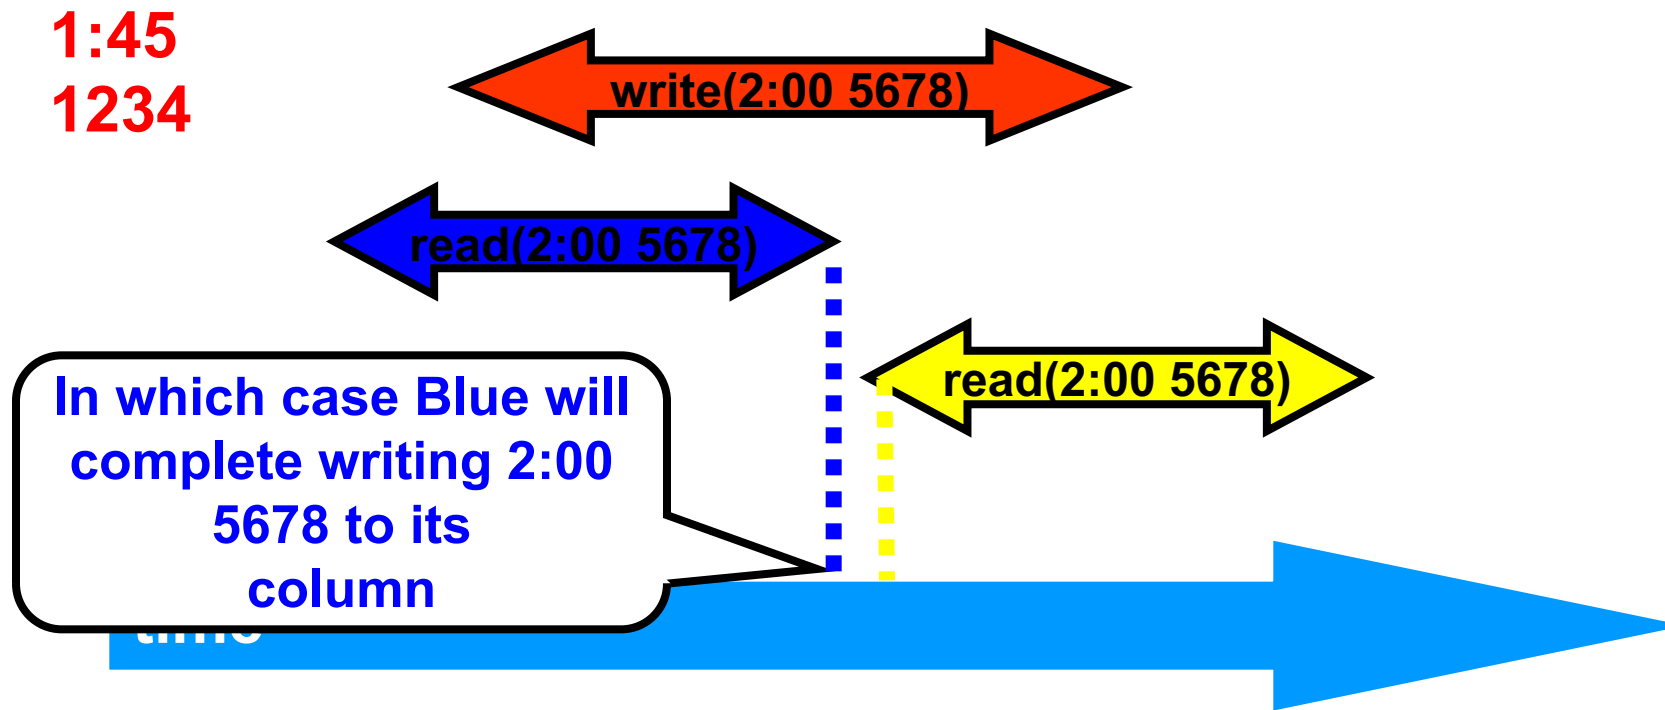 1:45
1234
write(2:00 5678)
read(2:00 5678)
read(2:00 5678)
In which case Blue will
complete writing 2:00
5678 to its
column
time